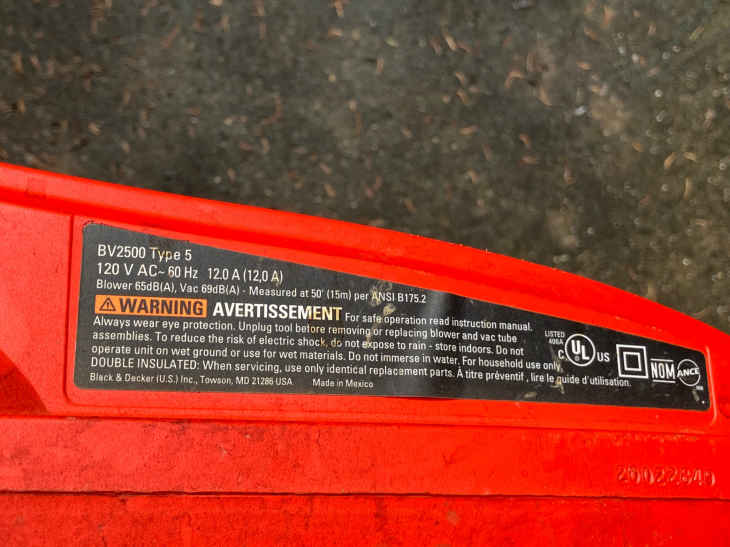 BV2500 Type 5
120 V AC~ 60 Hz 12.0 A (12,0 A)
Blower 65dB(A), Vac 69dB(A) - Measured at 50' (15m) per ANSI B175.2
WARNING AVERTISSEMENT For safe operation read instruction manual.
Always wear eye protection. Unplug tool before removing or replacing blower and vac tube
assemblies. To reduce the risk of electric shock, do not expose to rain - store indoors. Do not
operate unit on wet ground or use for wet materials. Do not immerse in water. For household use only.
DOUBLE INSULATED: When servicing, use only identical replacement parts. À titre préventif , lire le guide d'utilisation.
Black & Decker (U.S.) Inc., Towson, MD 21286 USA Made in Mexico
LISTED
406A
C UL US
NOM ANCE